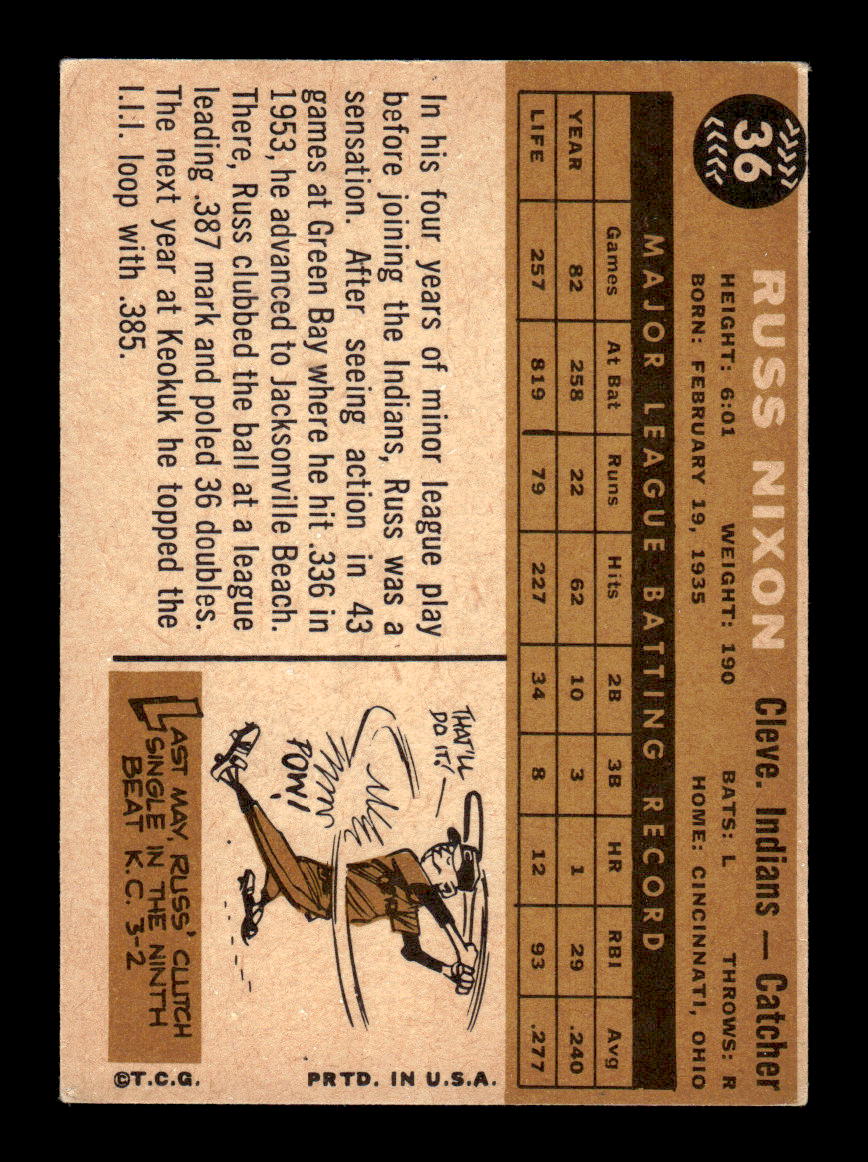 36
RUSS NIXON Cleve. Indians — Catcher
HEIGHT: 6:01 WEIGHT: 190 BATS: L THROWS: R
BORN: FEBRUARY 19, 1935 HOME: CINCINNATI, OHIO
MAJOR LEAGUE BATTING RECORD
Games At Bat Runs Hits 2B 3B HR RBI Avg
YEAR 82 258 22 62 10 3 1 29 .240
LIFE 257 819 79 227 34 8 12 93 .277
In his four years of minor league play
before joining the Indians, Russ was a
sensation. After seeing action in 43
games at Green Bay where he hit .336 in
1953, he advanced to Jacksonville Beach.
There, Russ clubbed the ball at a league
leading .387 mark and poled 36 doubles.
The next year at Keokuk he topped the
I.I.I. loop with .385.
THAT'LL
DO IT!
POW!
LAST MAY, RUSS' CLUTCH
SINGLE IN THE NINTH
BEAT K.C. 3-2
©T.C.G. PRTD. IN U.S.A.